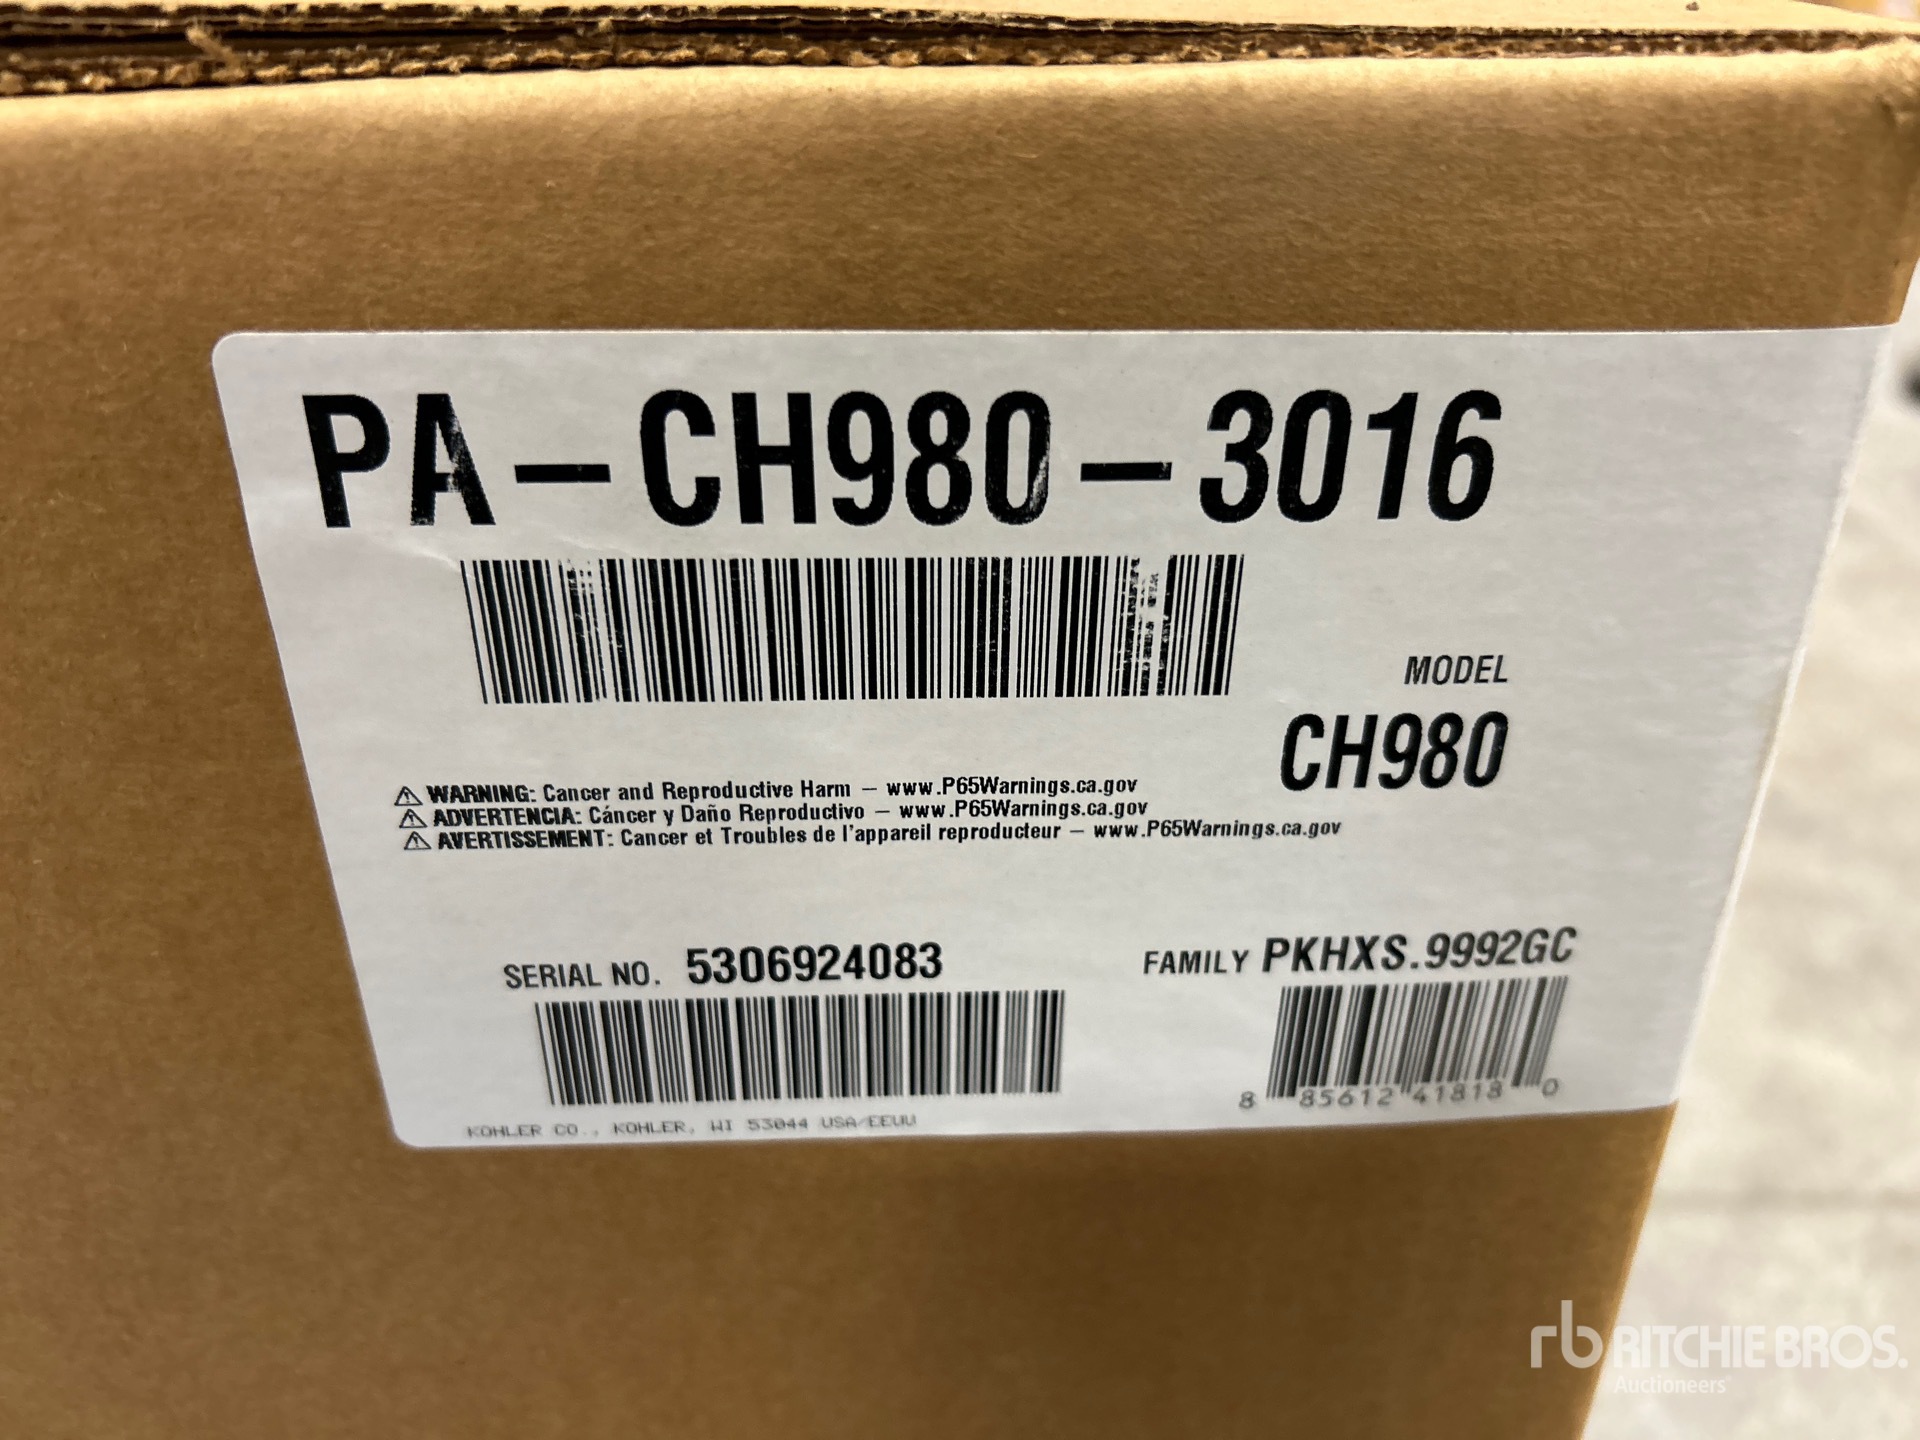 PA-CH980-3016
MODEL
CH980
WARNING: Cancer and Reproductive Harm – www.P65Warnings.ca.gov
ADVERTENCIA: Cáncer y Daño Reproductivo – www.P65Warnings.ca.gov
AVERTISSEMENT: Cancer et Troubles de l'appareil reproducteur – www.P65Warnings.ca.gov
SERIAL NO. 5306924083
FAMILY PKHXS.9992GC
8 85612 41818 0
KOHLER CO., KOHLER, WI 53044 USA/EEUU
rb RITCHIE BROS.
Auctioneers